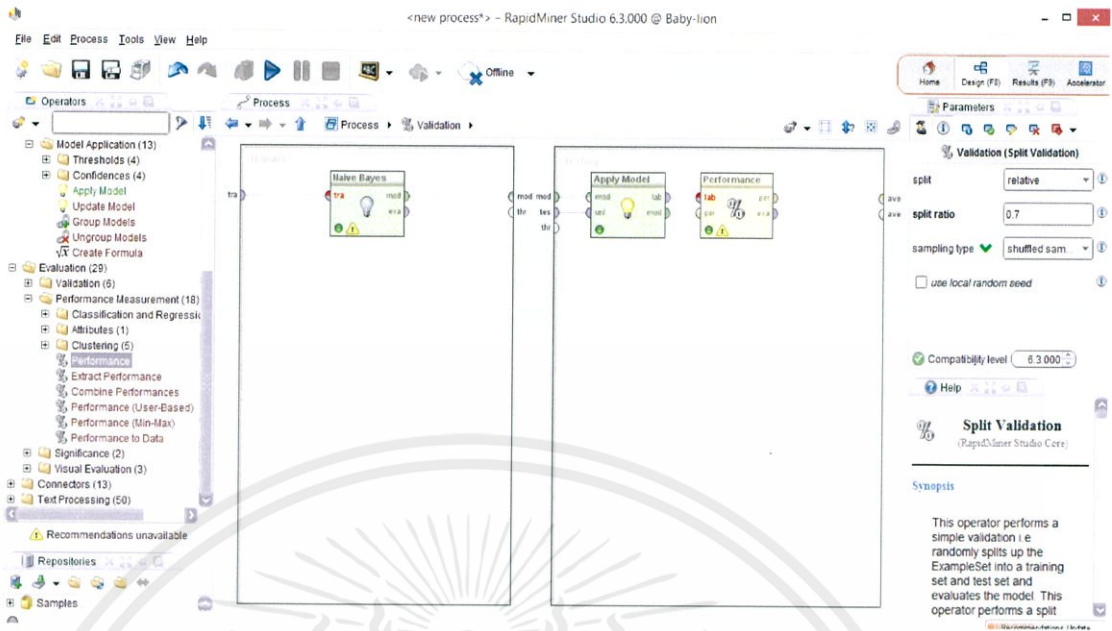 <new process*> – RapidMiner Studio 6.3.000 @ Baby-lion
File Edit Process Tools View Help
Offline
Home Design (F8) Results (F9) Accelerator
Operators
Process
Parameters
Process Validation
Model Application (13)
Thresholds (4)
Confidences (4)
Apply Model
Update Model
Group Models
Ungroup Models
Create Formula
Evaluation (29)
Validation (6)
Performance Measurement (18)
Classification and Regressic
Attributes (1)
Clustering (5)
Performance
Extract Performance
Combine Performances
Performance (User-Based)
Performance (Min-Max)
Performance to Data
Significance (2)
Visual Evaluation (3)
Connectors (13)
Text Processing (50)
Recommendations unavailable
Repositories
Samples
tra
Naive Bayes
tra mod
exa
mod mod
thr tes
thr
Apply Model
mod lab
unl mod
Performance
lab per
per exa
ave
ave
Validation (Split Validation)
split relative
split ratio 0.7
sampling type shuffled sam...
use local random seed
Compatibility level 6.3.000
Help
Split Validation
(RapidMiner Studio Core)
Synopsis
This operator performs a
simple validation i.e
randomly splits up the
ExampleSet into a training
set and test set and
evaluates the model. This
operator performs a split